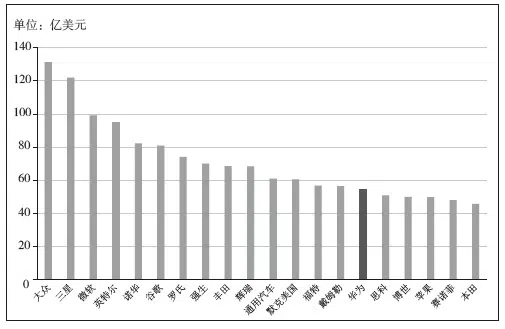 单位：亿美元
140
120
100
80
60
40
20
0
大众
三星
微软
英特尔
诺华
谷歌
罗氏
强生
丰田
辉瑞
通用汽车
默克美国
福特
戴姆勒
华为
思科
博世
苹果
赛诺菲
本田